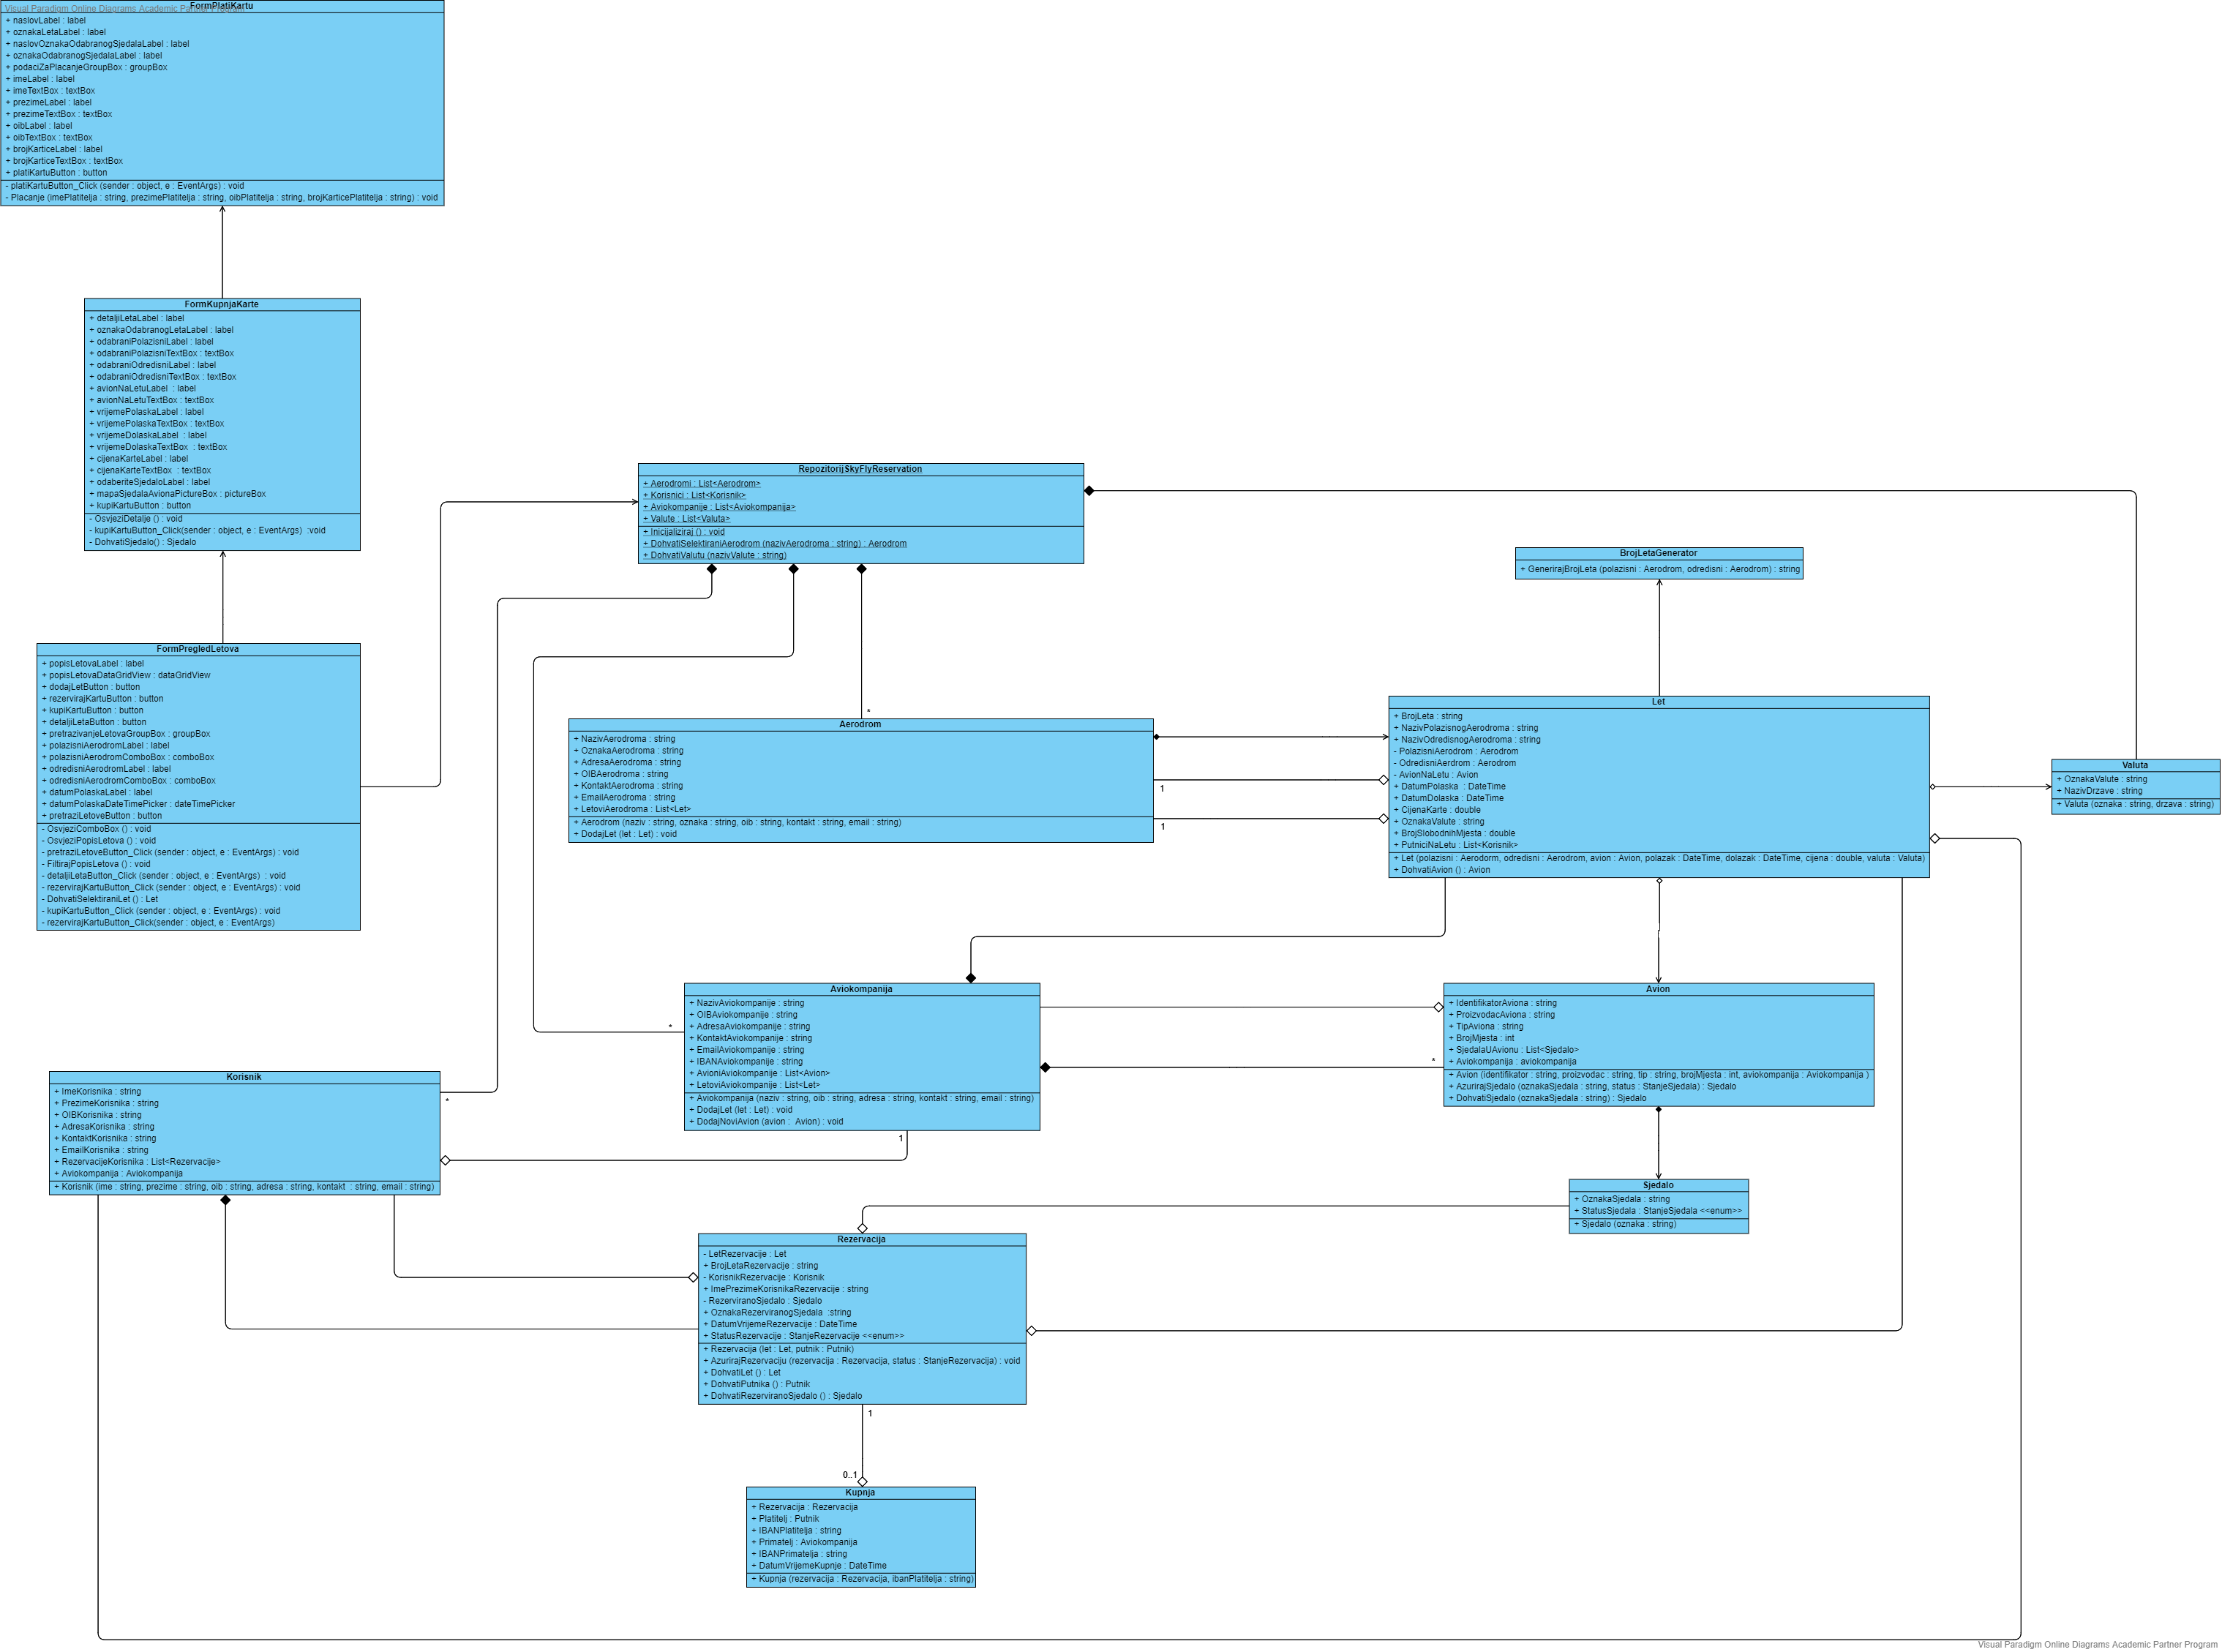 Visual Paradigm Online Diagrams Academic Partner Program
FormPlatiKartu
+ naslovLabel : label
+ oznakaLetaLabel : label
+ naslovOznakaOdabranogSjedalaLabel : label
+ oznakaOdabranogSjedalaLabel : label
+ podaciZaPlacanjeGroupBox : groupBox
+ imeLabel : label
+ imeTextBox : textBox
+ prezimeLabel : label
+ prezimeTextBox : textBox
+ oibLabel : label
+ oibTextBox : textBox
+ brojKarticeLabel : label
+ brojKarticeTextBox : textBox
+ platiKartuButton : button
- platiKartuButton_Click (sender : object, e : EventArgs) : void
- Placanje (imePlatitelja : string, prezimePlatitelja : string, oibPlatitelja : string, brojKarticePlatitelja : string) : void
FormKupnjaKarte
+ detaljiLetaLabel : label
+ oznakaOdabranogLetaLabel : label
+ odabraniPolazisniLabel : label
+ odabraniPolazisniTextBox : textBox
+ odabraniOdredisniLabel : label
+ odabraniOdredisniTextBox : textBox
+ avionNaLetuLabel  : label
+ avionNaLetuTextBox : textBox
+ vrijemePolaskaLabel : label
+ vrijemePolaskaTextBox : textBox
+ vrijemeDolaskaLabel  : label
+ vrijemeDolaskaTextBox  : textBox
+ cijenaKarteLabel : label
+ cijenaKarteTextBox  : textBox
+ odaberiteSjedaloLabel : label
+ mapaSjedalaAvionaPictureBox : pictureBox
+ kupiKartuButton : button
- OsvjeziDetalje () : void
- kupiKartuButton_Click(sender : object, e : EventArgs)  :void
- DohvatiSjedalo() : Sjedalo
RepozitorijSkyFlyReservation
+ Aerodromi : List<Aerodrom>
+ Korisnici : List<Korisnik>
+ Aviokompanije : List<Aviokompanija>
+ Valute : List<Valuta>
+ Inicijaliziraj () : void
+ DohvatiSelektiraniAerodrom (nazivAerodroma : string) : Aerodrom
+ DohvatiValutu (nazivValute : string)
BrojLetaGenerator
+ GenerirajBrojLeta (polazisni : Aerodrom, odredisni : Aerodrom) : string
FormPregledLetova
+ popisLetovaLabel : label
+ popisLetovaDataGridView : dataGridView
+ dodajLetButton : button
+ rezervirajKartuButton : button
+ kupiKartuButton : button
+ detaljiLetaButton : button
+ pretrazivanjeLetovaGroupBox : groupBox
+ polazisniAerodromLabel : label
+ polazisniAerodromComboBox : comboBox
+ odredisniAerodromLabel : label
+ odredisniAerodromComboBox : comboBox
+ datumPolaskaLabel : label
+ datumPolaskaDateTimePicker : dateTimePicker
+ pretraziLetoveButton : button
- OsvjeziComboBox () : void
- OsvjeziPopisLetova () : void
- pretraziLetoveButton_Click (sender : object, e : EventArgs) : void
- FiltirajPopisLetova () : void
- detaljiLetaButton_Click (sender : object, e : EventArgs)  : void
- rezervirajKartuButton_Click (sender : object, e : EventArgs) : void
- DohvatiSelektiraniLet () : Let
- kupiKartuButton_Click (sender : object, e : EventArgs) : void
- rezervirajKartuButton_Click(sender : object, e : EventArgs)
*
Aerodrom
+ NazivAerodroma : string
+ OznakaAerodroma : string
+ AdresaAerodroma : string
+ OIBAerodroma : string
+ KontaktAerodroma : string
+ EmailAerodroma : string
+ LetoviAerodroma : List<Let>
+ Aerodrom (naziv : string, oznaka : string, oib : string, kontakt : string, email : string)
+ DodajLet (let : Let) : void
1
1
Let
+ BrojLeta : string
+ NazivPolazisnogAerodroma : string
+ NazivOdredisnogAerodroma : string
- PolazisniAerodrom : Aerodrom
- OdredisniAerdrom : Aerodrom
- AvionNaLetu : Avion
+ DatumPolaska  : DateTime
+ DatumDolaska : DateTime
+ CijenaKarte : double
+ OznakaValute : string
+ BrojSlobodnihMjesta : double
+ PutniciNaLetu : List<Korisnik>
+ Let (polazisni : Aerodorm, odredisni : Aerodrom, avion : Avion, polazak : DateTime, dolazak : DateTime, cijena : double, valuta : Valuta)
+ DohvatiAvion () : Avion
Valuta
+ OznakaValute : string
+ NazivDrzave : string
+ Valuta (oznaka : string, drzava : string)
*
Aviokompanija
+ NazivAviokompanije : string
+ OIBAviokompanije : string
+ AdresaAviokompanije : string
+ KontaktAviokompanije : string
+ EmailAviokompanije : string
+ IBANAviokompanije : string
+ AvioniAviokompanije : List<Avion>
+ LetoviAviokompanije : List<Let>
+ Aviokompanija (naziv : string, oib : string, adresa : string, kontakt : string, email : string)
+ DodajLet (let : Let) : void
+ DodajNoviAvion (avion :  Avion) : void
1
*
Avion
+ IdentifikatorAviona : string
+ ProizvodacAviona : string
+ TipAviona : string
+ BrojMjesta : int
+ SjedalaUAvionu : List<Sjedalo>
+ Aviokompanija : aviokompanija
+ Avion (identifikator : string, proizvodac : string, tip : string, brojMjesta : int, aviokompanija : Aviokompanija )
+ AzurirajSjedalo (oznakaSjedala : string, status : StanjeSjedala) : Sjedalo
+ DohvatiSjedalo (oznakaSjedala : string) : Sjedalo
Korisnik
+ ImeKorisnika : string
+ PrezimeKorisnika : string
+ OIBKorisnika : string
+ AdresaKorisnika : string
+ KontaktKorisnika : string
+ EmailKorisnika : string
+ RezervacijeKorisnika : List<Rezervacije>
+ Aviokompanija : Aviokompanija
+ Korisnik (ime : string, prezime : string, oib : string, adresa : string, kontakt  : string, email : string)
*
Sjedalo
+ OznakaSjedala : string
+ StatusSjedala : StanjeSjedala <<enum>>
+ Sjedalo (oznaka : string)
Rezervacija
- LetRezervacije : Let
+ BrojLetaRezervacije : string
- KorisnikRezervacije : Korisnik
+ ImePrezimeKorisnikaRezervacije : string
- RezerviranoSjedalo : Sjedalo
+ OznakaRezerviranogSjedala  :string
+ DatumVrijemeRezervacije : DateTime
+ StatusRezervacije : StanjeRezervacije <<enum>>
+ Rezervacija (let : Let, putnik : Putnik)
+ AzurirajRezervaciju (rezervacija : Rezervacija, status : StanjeRezervacija) : void
+ DohvatiLet () : Let
+ DohvatiPutnika () : Putnik
+ DohvatiRezerviranoSjedalo () : Sjedalo
1
0..1
Kupnja
+ Rezervacija : Rezervacija
+ Platitelj : Putnik
+ IBANPlatitelja : string
+ Primatelj : Aviokompanija
+ IBANPrimatelja : string
+ DatumVrijemeKupnje : DateTime
+ Kupnja (rezervacija : Rezervacija, ibanPlatitelja : string)
Visual Paradigm Online Diagrams Academic Partner Program